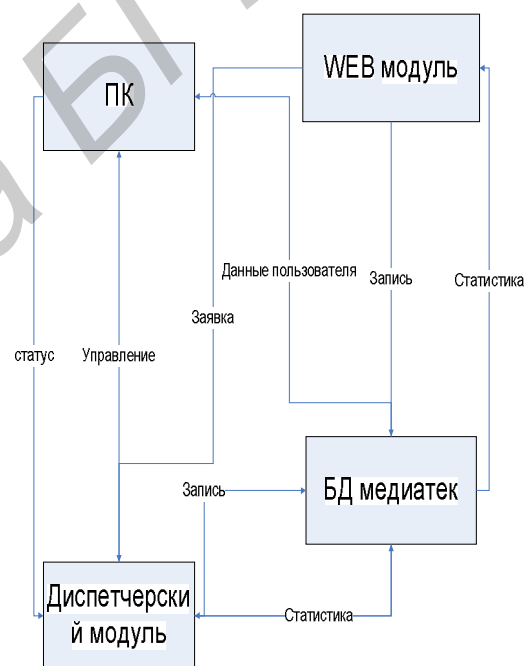 WEB модуль
ПК
Данные пользователя
Запись
Статистика
Заявка
статус
Управление
Запись
БД медиатек
Диспетчерски
й модуль
Статистика